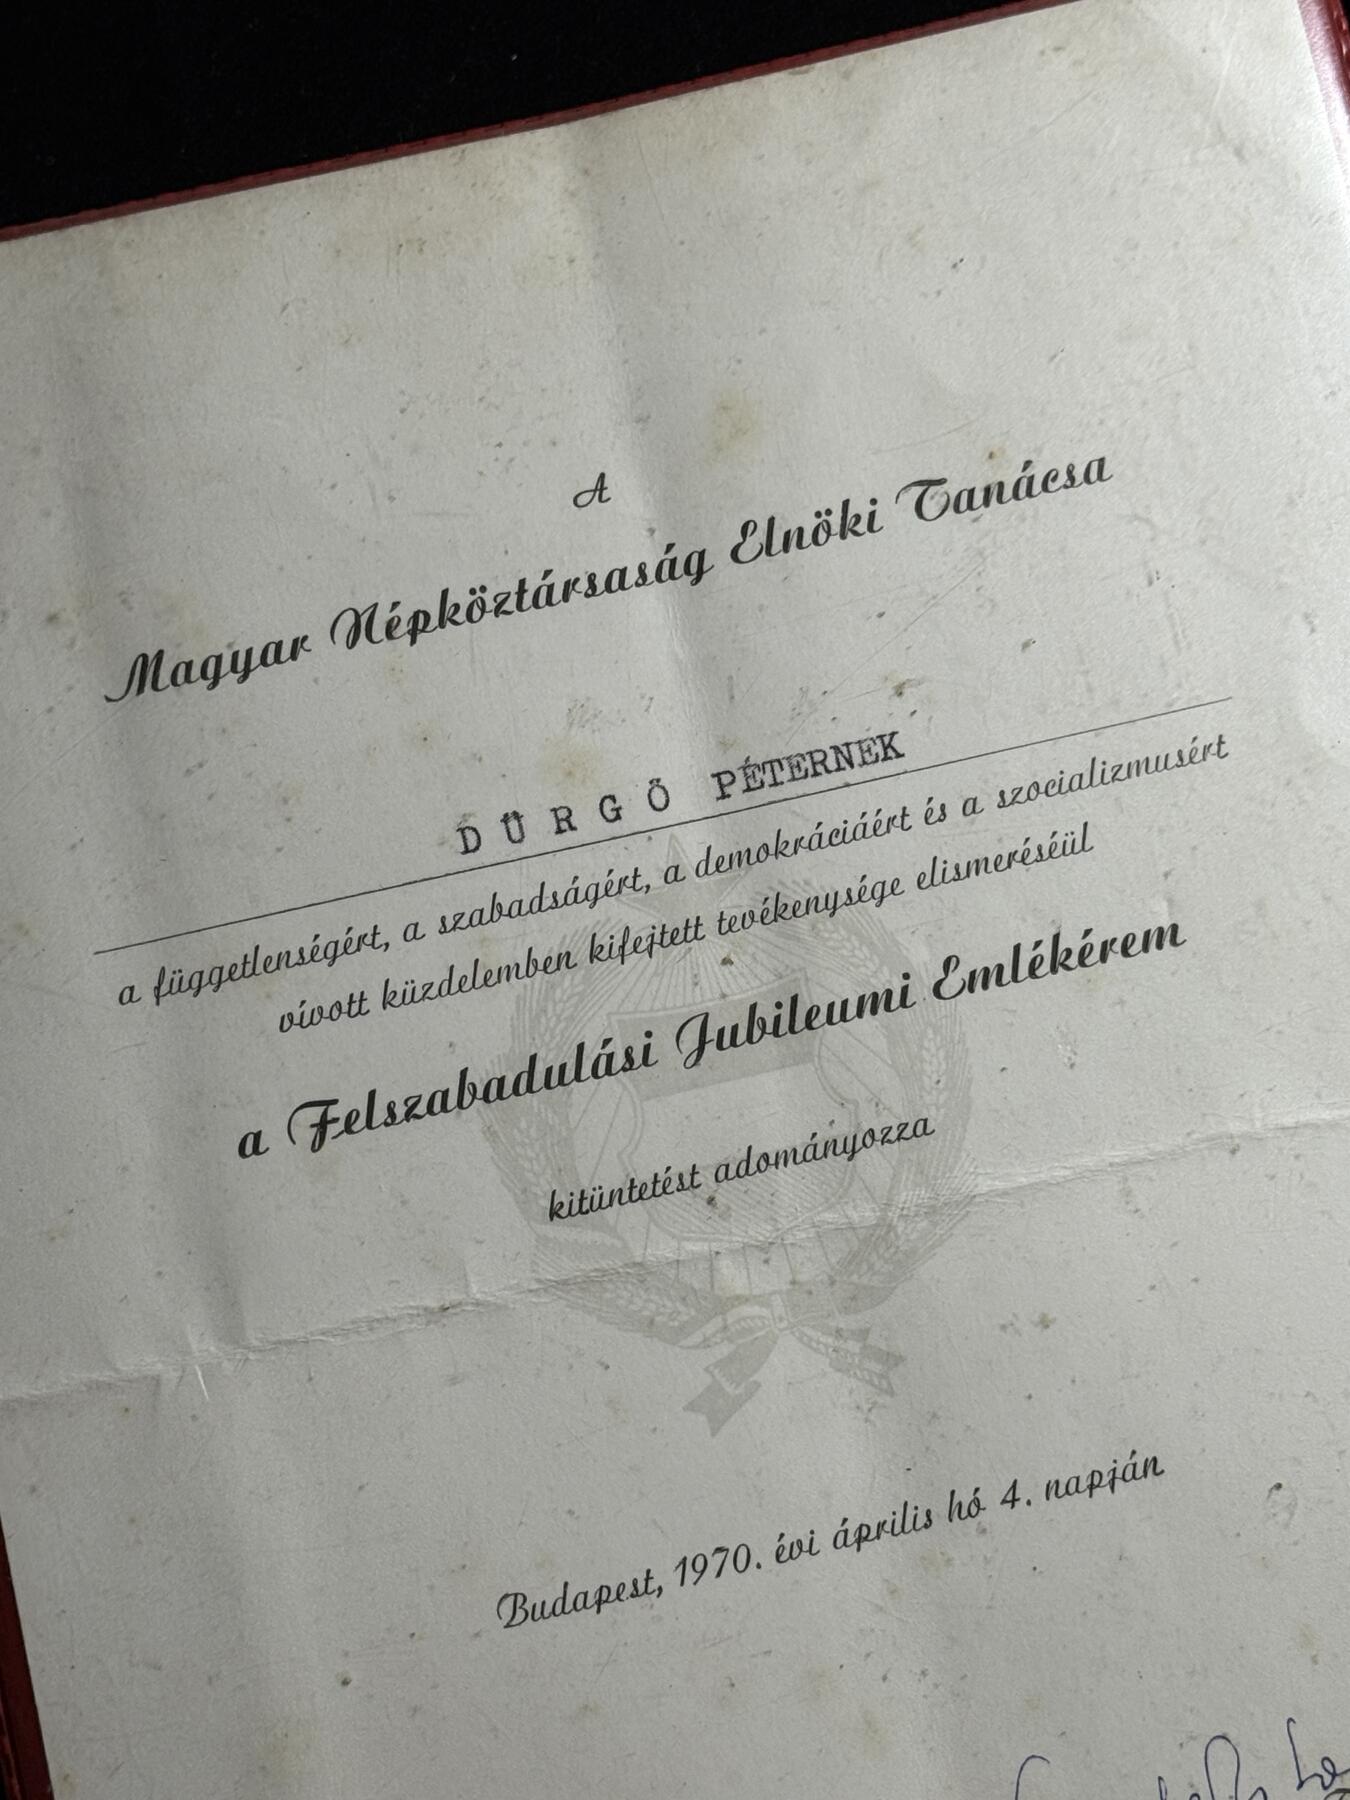 A
Magyar Népköztársaság Elnöki Tanácsa
DÜRGŐ PÉTERNEK
a függetlenségért, a szabadságért, a demokráciáért és a szocializmusért
vívott küzdelemben kifejtett tevékenysége elismeréséül
a Felszabadulási Jubileumi Emlékérem
kitüntetést adományozza
Budapest, 1970. évi április hó 4. napján